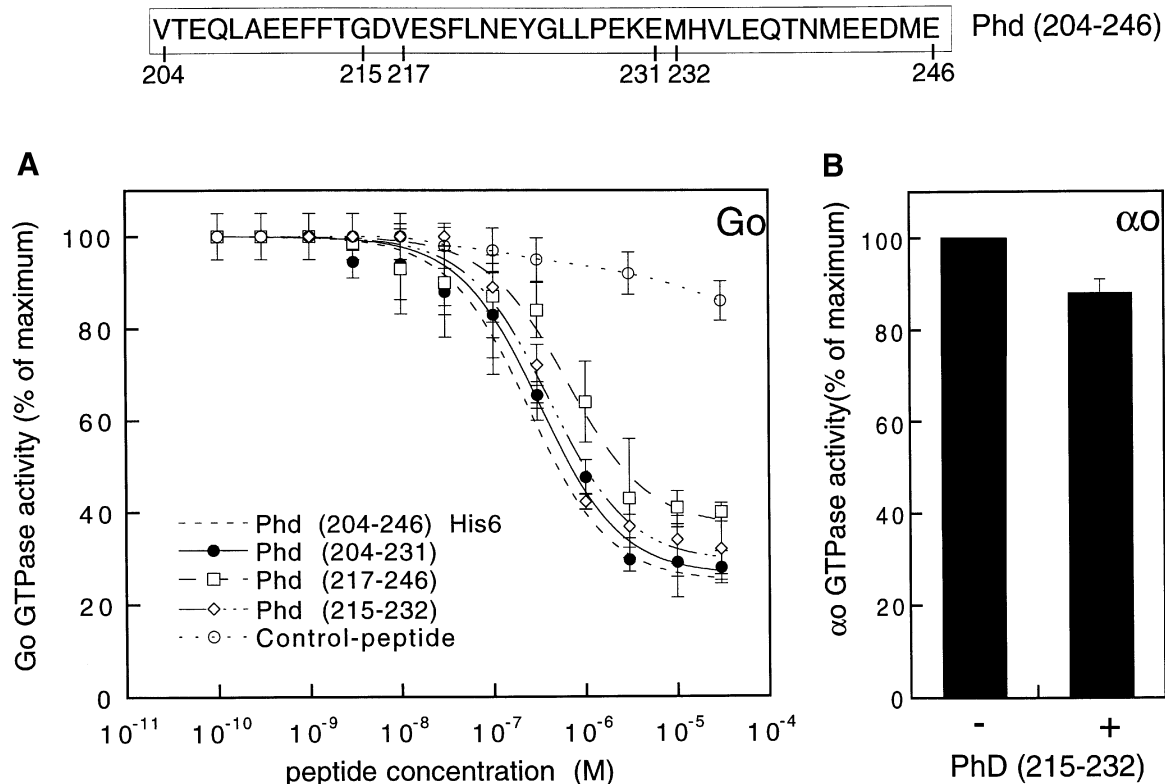 VTEQLAEEFFTGDVESFLNEYGLLPEKEMHVLEQTNMEEDME Phd (204-246)
204 215 217 231 232 246
A
Go GTPase activity (% of maximum)
100
80
60
40
20
0
Go
Phd (204-246) His6
Phd (204-231)
Phd (217-246)
Phd (215-232)
Control-peptide
10-11 10-10 10-9 10-8 10-7 10-6 10-5 10-4
peptide concentration (M)
B
αo GTPase activity(% of maximum)
100
80
60
40
20
0
αo
- +
PhD (215-232)